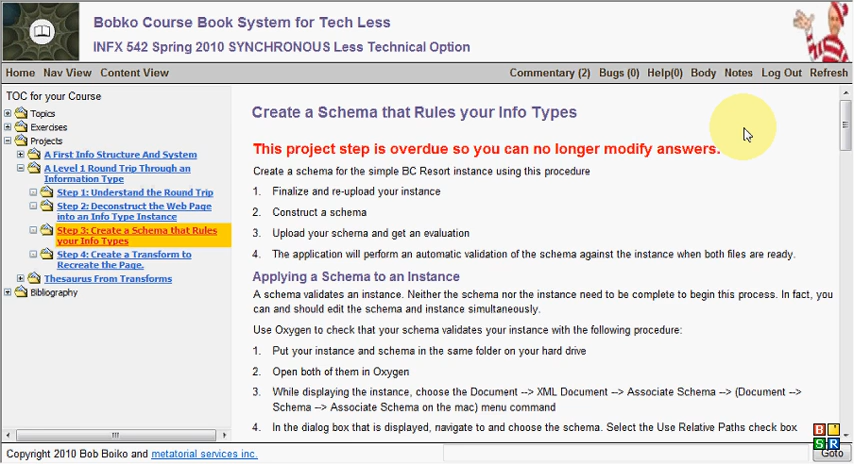 Bobko Course Book System for Tech Less
INFX 542 Spring 2010 SYNCHRONOUS Less Technical Option
Home Nav View Content View Commentary (2) Bugs (0) Help(0) Body Notes Log Out Refresh
TOC for your Course
Topics
Exercises
Projects
A First Info Structure And System
A Level 1 Round Trip Through an
Information Type
Step 1: Understand the Round Trip
Step 2: Deconstruct the Web Page
into an Info Type Instance
Step 3: Create a Schema that Rules
your Info Types
Step 4: Create a Transform to
Recreate the Page.
Thesaurus From Transforms
Bibliography
Create a Schema that Rules your Info Types
This project step is overdue so you can no longer modify answers.
Create a schema for the simple BC Resort instance using this procedure
1. Finalize and re-upload your instance
2. Construct a schema
3. Upload your schema and get an evaluation
4. The application will perform an automatic validation of the schema against the instance when both files are ready.
Applying a Schema to an Instance
A schema validates an instance. Neither the schema nor the instance need to be complete to begin this process. In fact, you
can and should edit the schema and instance simultaneously.
Use Oxygen to check that your schema validates your instance with the following procedure:
1. Put your instance and schema in the same folder on your hard drive
2. Open both of them in Oxygen
3. While displaying the instance, choose the Document --> XML Document --> Associate Schema --> (Document -->
Schema --> Associate Schema on the mac) menu command
4. In the dialog box that is displayed, navigate to and choose the schema. Select the Use Relative Paths check box
B
S R
Copyright 2010 Bob Boiko and metatorial services inc. Goto